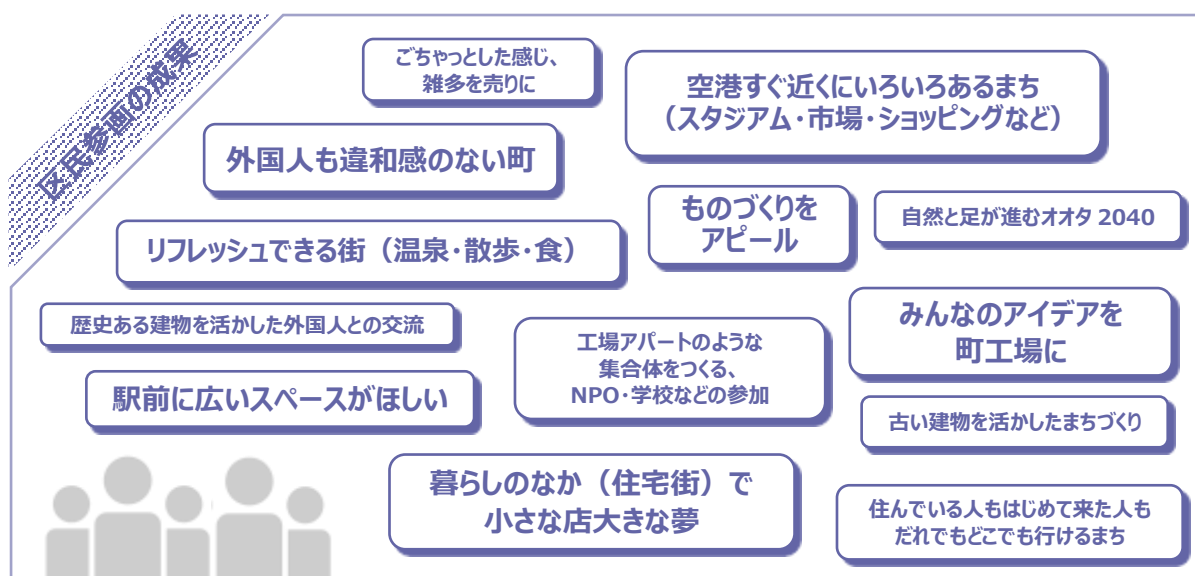 区民参画の成果
ごちゃっとした感じ、
雑多を売りに
空港すぐ近くにいろいろあるまち
（スタジアム・市場・ショッピングなど）
外国人も違和感のない町
ものづくりを
アピール
自然と足が進むオオタ 2040
リフレッシュできる街（温泉・散歩・食）
歴史ある建物を活かした外国人との交流
工場アパートのような
集合体をつくる、
NPO・学校などの参加
みんなのアイデアを
町工場に
駅前に広いスペースがほしい
古い建物を活かしたまちづくり
暮らしのなか（住宅街）で
小さな店大きな夢
住んでいる人もはじめて来た人も
だれでもどこでも行けるまち